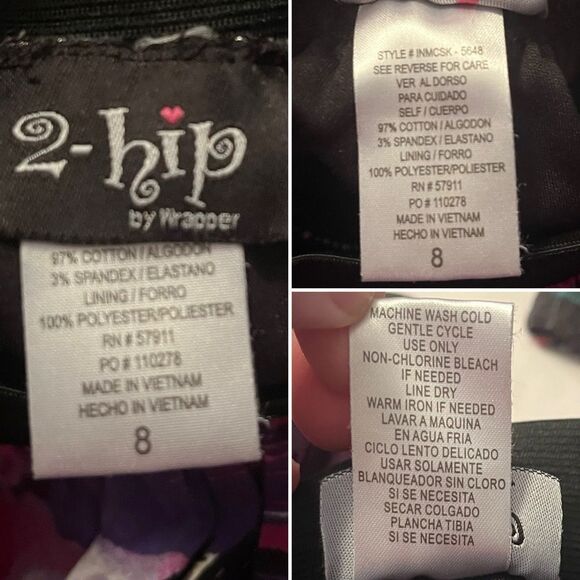 2-hip
by Wrapper
97% COTTON/ALGODON
3% SPANDEX/ELASTANO
LINING/FORRO
100% POLYESTER/POLIESTER
RN # 57911
PO # 110278
MADE IN VIETNAM
HECHO IN VIETNAM
8
STYLE # INMCSK - 5648
SEE REVERSE FOR CARE
VER AL DORSO
PARA CUIDADO
SELF / CUERPO
97% COTTON/ALGODON
3% SPANDEX/ELASTANO
LINING / FORRO
100% POLYESTER/POLIESTER
RN # 57911
PO # 110278
MADE IN VIETNAM
HECHO IN VIETNAM
8
MACHINE WASH COLD
GENTLE CYCLE
USE ONLY
NON-CHLORINE BLEACH
IF NEEDED
LINE DRY
WARM IRON IF NEEDED
LAVAR A MAQUINA
EN AGUA FRIA
CICLO LENTO DELICADO
USAR SOLAMENTE
BLANQUEADOR SIN CLORO
SI SE NECESITA
SECAR COLGADO
PLANCHA TIBIA
SI SE NECESITA